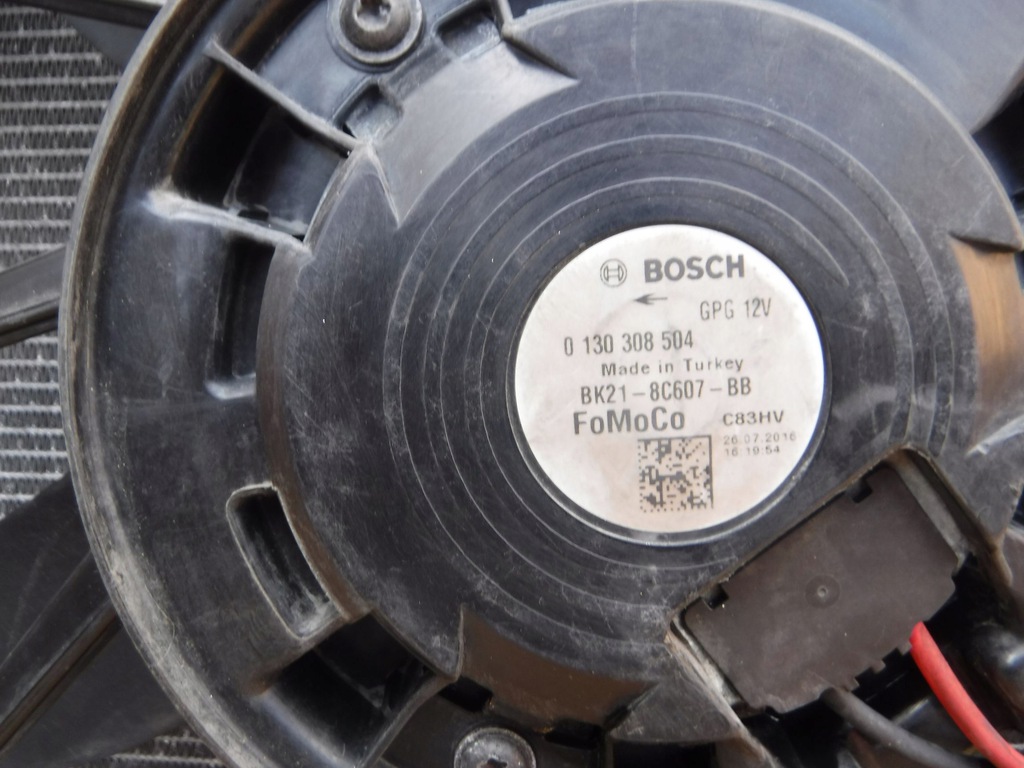 BOSCH
GPG 12V
0 130 308 504
Made in Turkey
BK21-8C607-BB
FoMoCo C83HV
26.07.2016
16 19:54